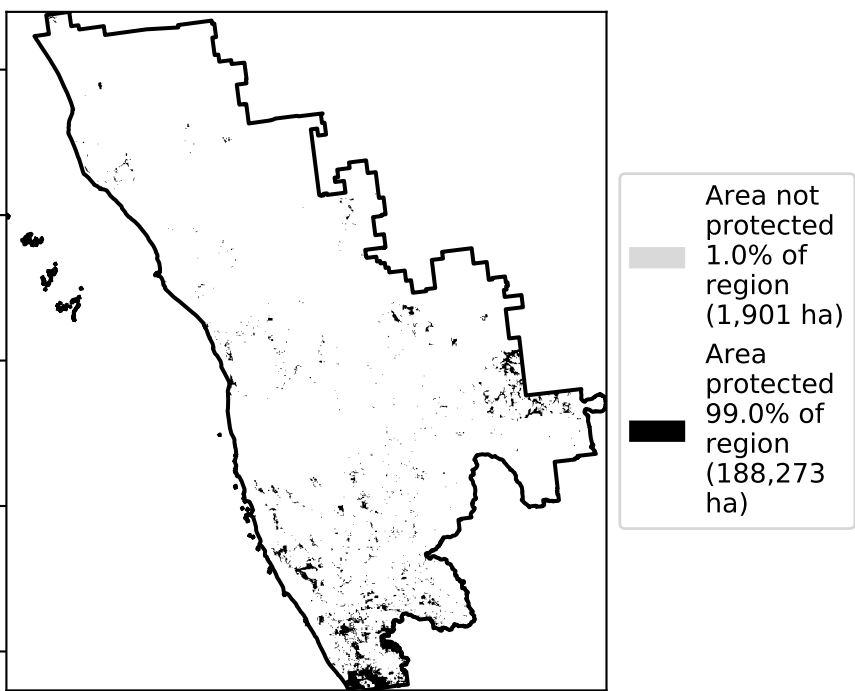 Area not
protected
1.0% of
region
(1,901 ha)
Area
protected
99.0% of
region
(188,273
ha)